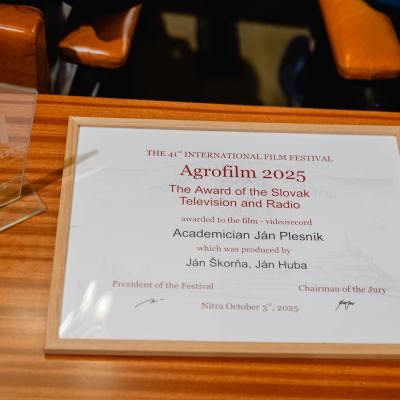 THE 41ST INTERNATIONAL FILM FESTIVAL
Agrofilm 2025
The Award of the Slovak
Television and Radio
awarded to the film - videorecord
Academician Ján Plesník
which was produced by
Ján Škorňa, Ján Huba
President of the Festival
Chairman of the Jury
Nitra October 3rd, 2025